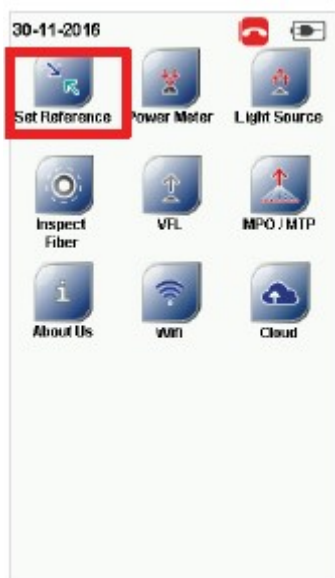 30-11-2016
Set Reference Power Meter Light Source
Inspect Fiber VFL MPO / MTP
About Us Wifi Cloud